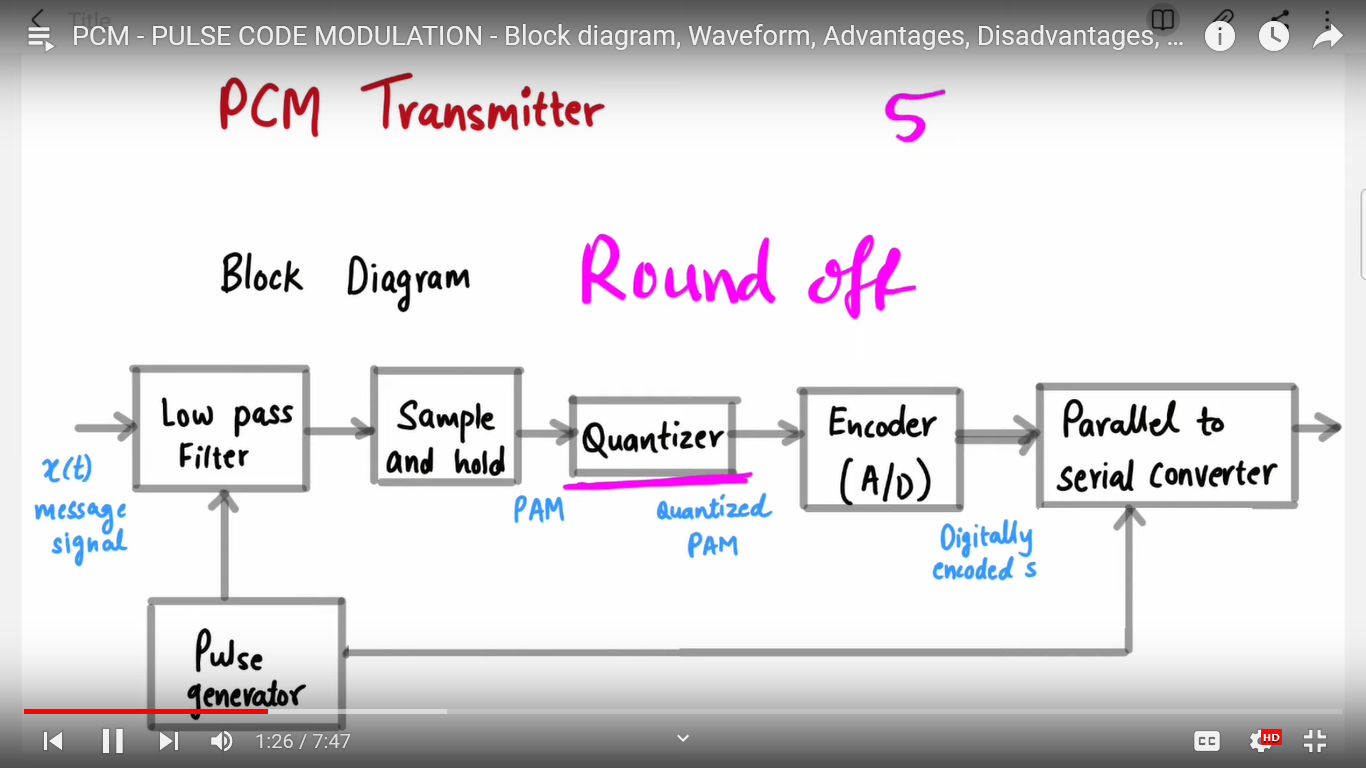 Title
PCM - PULSE CODE MODULATION - Block diagram, Waveform, Advantages, Disadvantages, ...
PCM Transmitter
5
Block Diagram
Round off
Low pass
Filter
Sample
and hold
Quantizer
Encoder
(A/D)
Parallel to
serial converter
x(t)
message
signal
PAM
Quantized
PAM
Digitally
encoded s
Pulse
generator
1:26 / 7:47
CC
HD